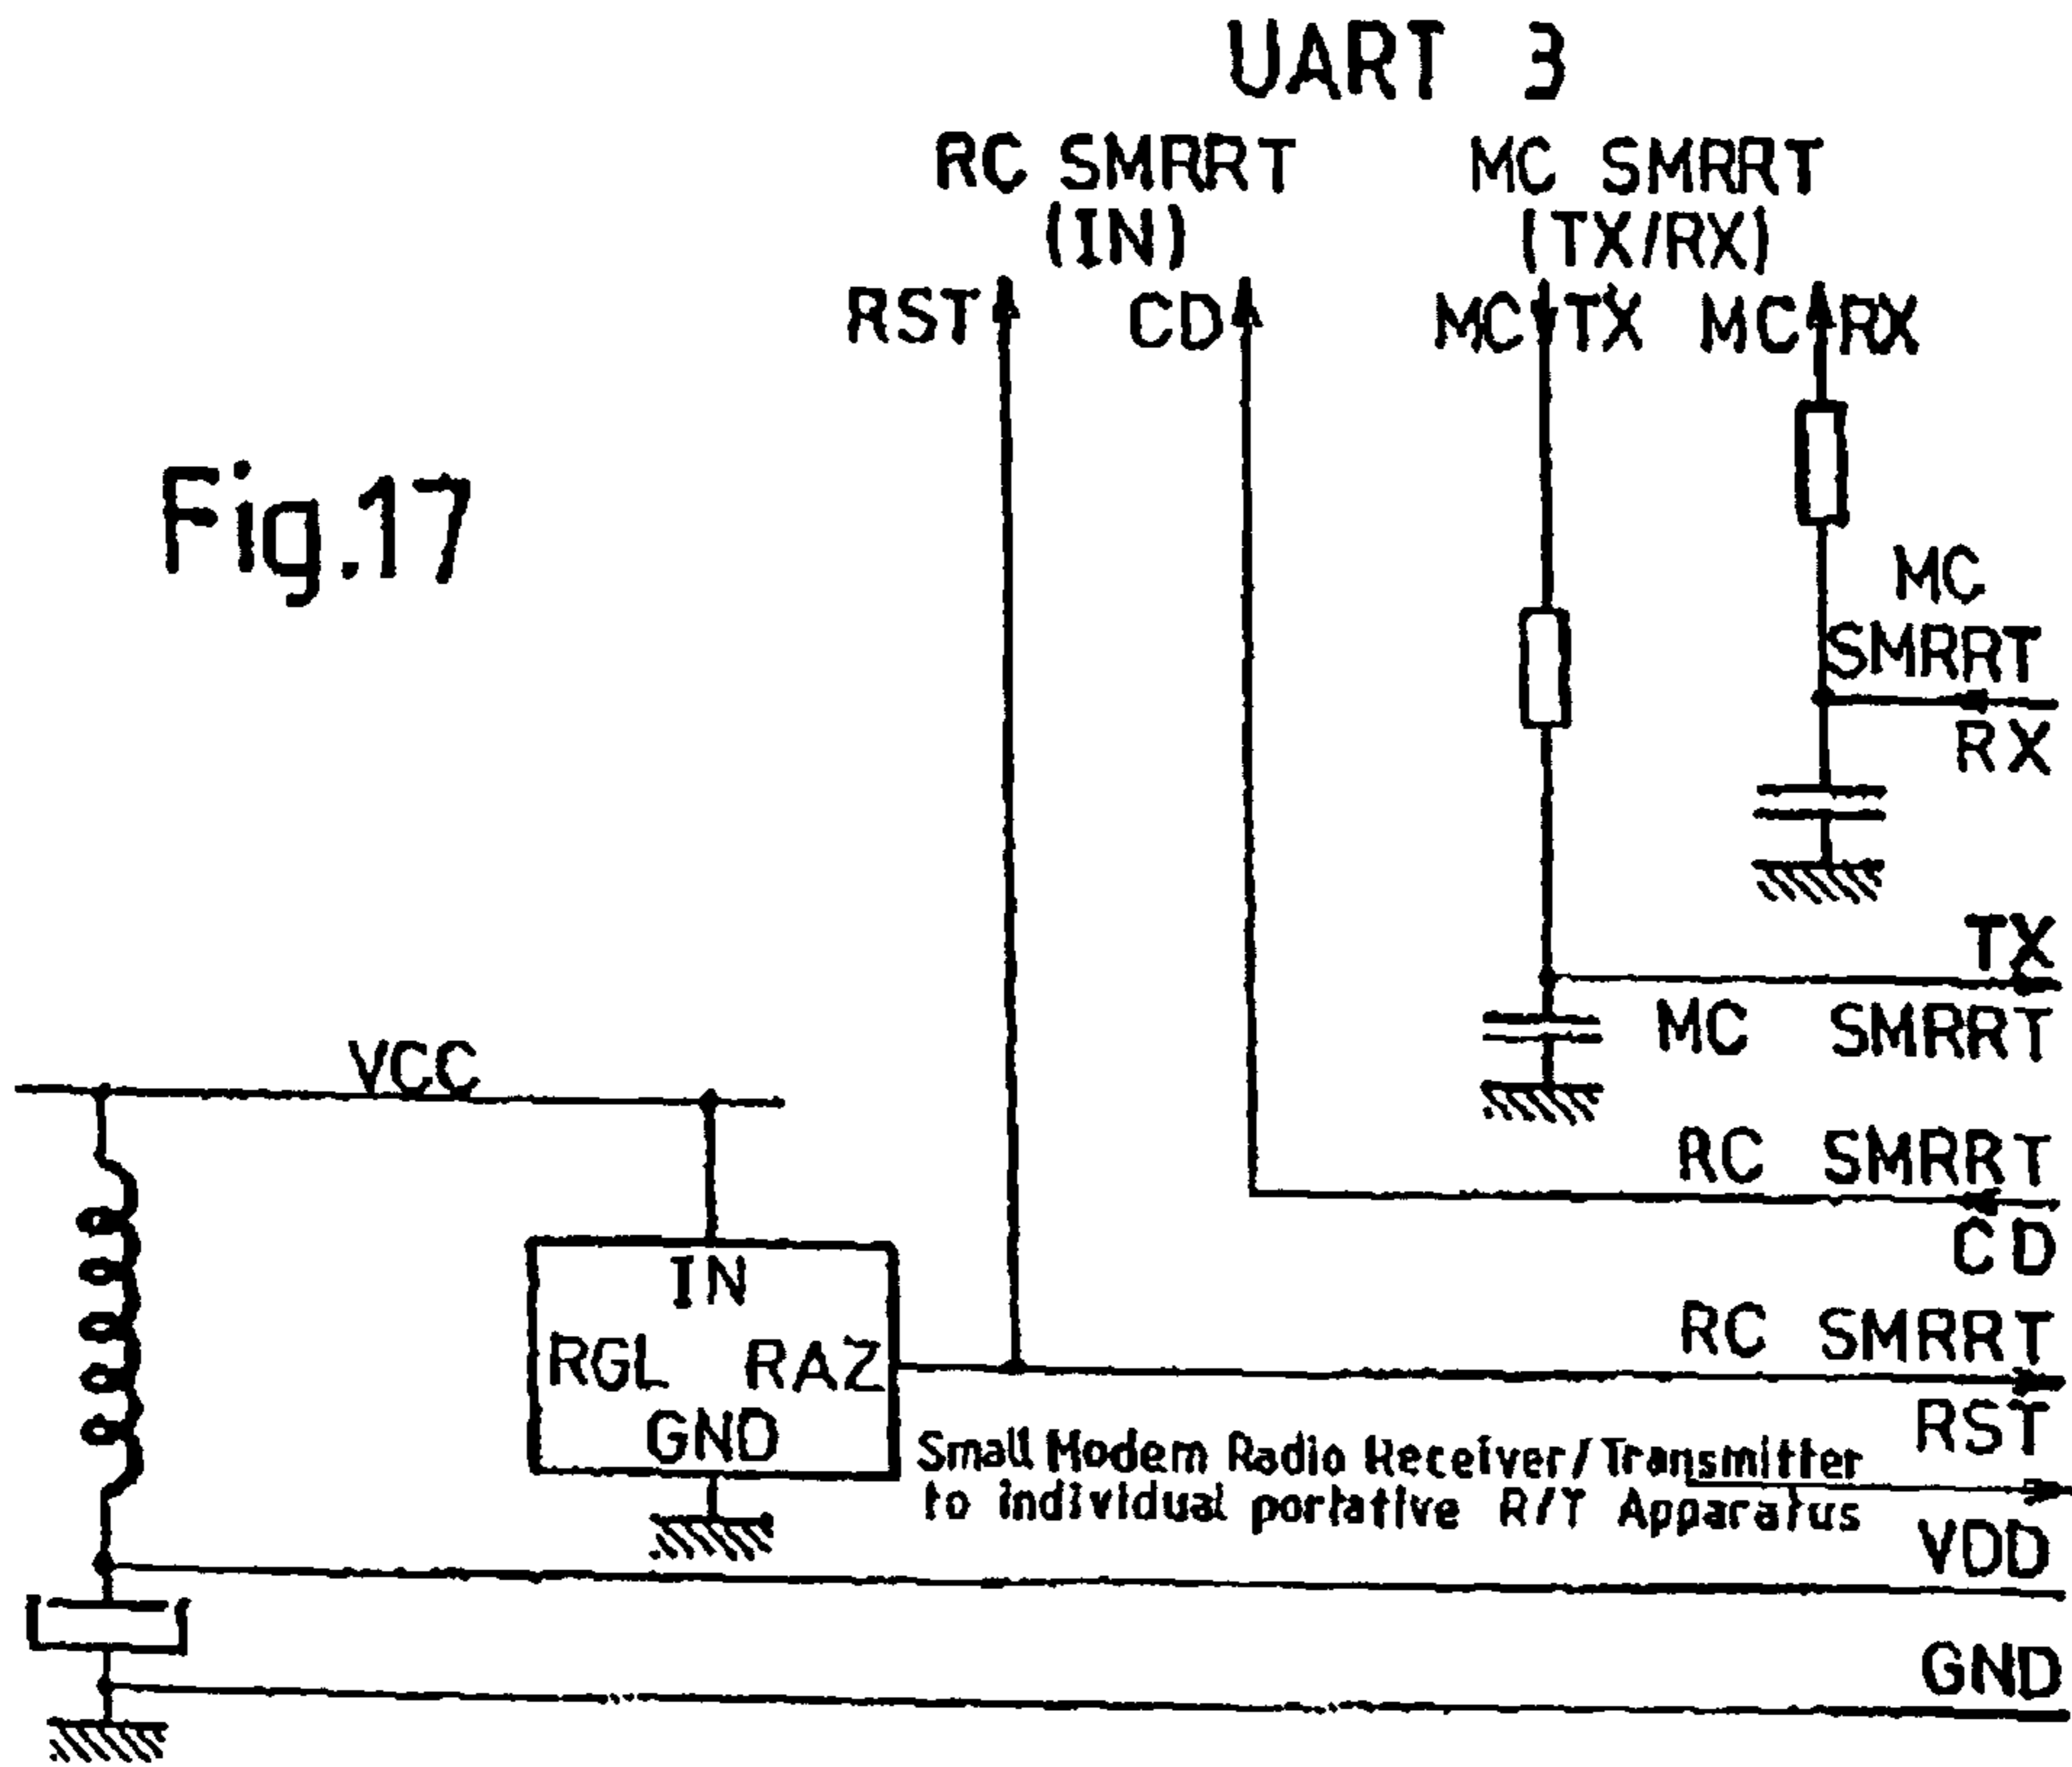 UART 3
RC SMRRT
(IN)
MC SMRRT
(TX/RX)
RST
CD
MC TX
MC RX
Fig.17
MC
SMRRT
RX
TX
MC SMRRT
VCC
RC SMRRT
CD
IN
RGL RAZ
GND
RC SMRRT
RST
Small Modem Radio Receiver/Transmitter
to individual portative R/T Apparatus
VDD
GND